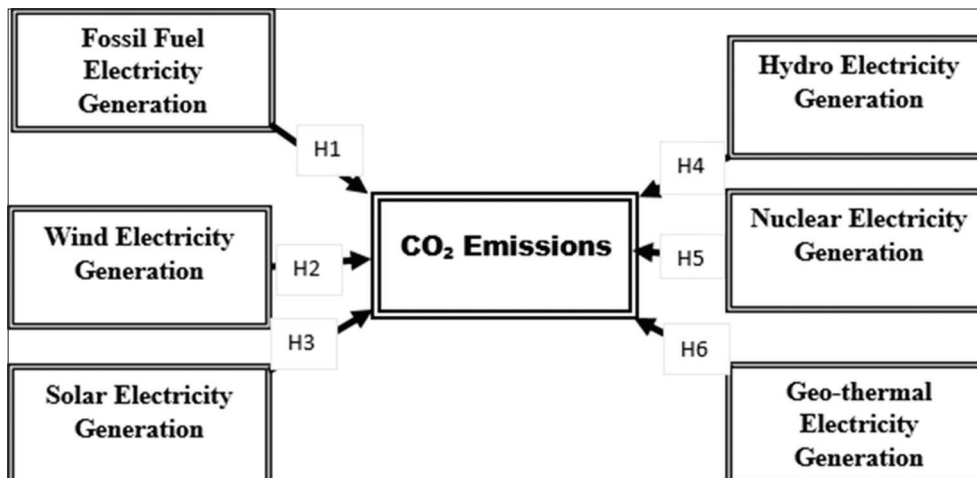 Fossil Fuel
Electricity
Generation
H1
Wind Electricity
Generation
H2
Solar Electricity
Generation
H3
CO₂ Emissions
Hydro Electricity
Generation
H4
Nuclear Electricity
Generation
H5
Geo-thermal
Electricity
Generation
H6